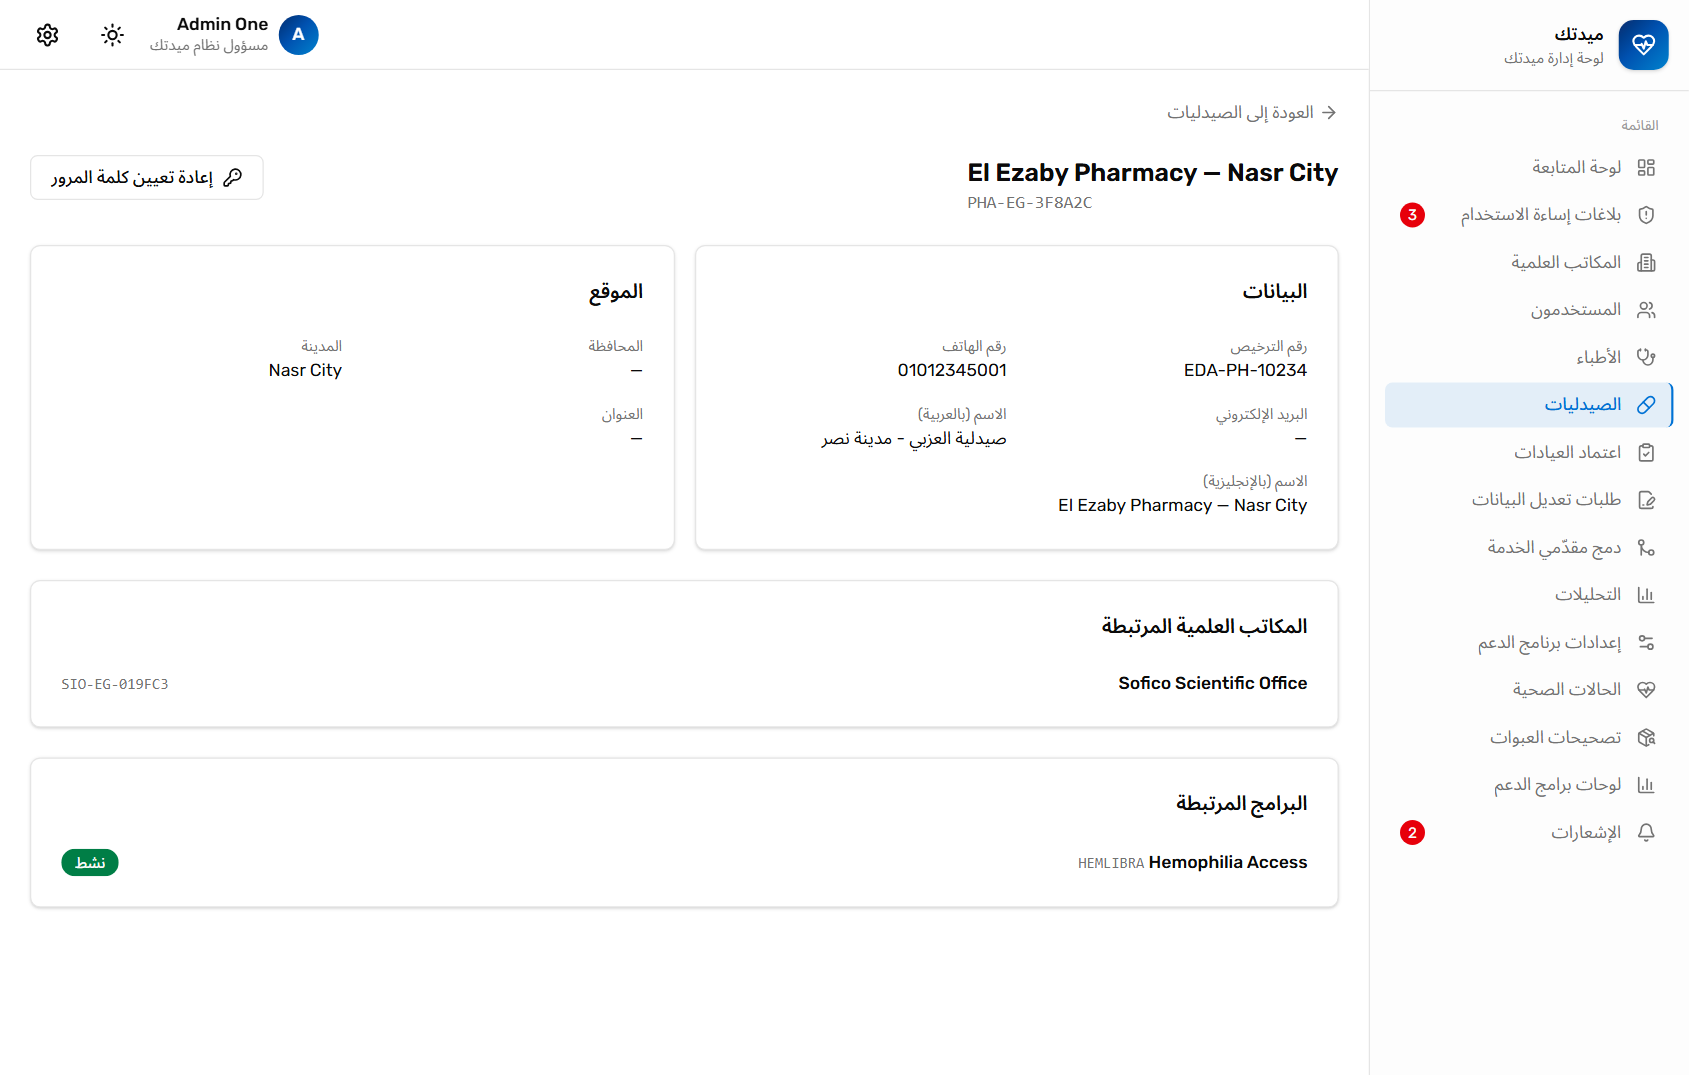 ميدتك
لوحة إدارة ميدتك
القائمة
لوحة المتابعة
بلاغات إساءة الاستخدام
3
المكاتب العلمية
المستخدمون
الأطباء
الصيدليات
اعتماد العيادات
طلبات تعديل البيانات
دمج مقدّمي الخدمة
التحليلات
إعدادات برنامج الدعم
الحالات الصحية
تصحيحات العبوات
لوحات برامج الدعم
الإشعارات
2
A
Admin One
مسؤول نظام ميدتك
العودة إلى الصيدليات
El Ezaby Pharmacy — Nasr City
PHA-EG-3F8A2C
إعادة تعيين كلمة المرور
البيانات
رقم الترخيص
EDA-PH-10234
رقم الهاتف
01012345001
البريد الإلكتروني
—
الاسم (بالعربية)
صيدلية العزبي - مدينة نصر
الاسم (بالإنجليزية)
El Ezaby Pharmacy — Nasr City
الموقع
المحافظة
—
المدينة
Nasr City
العنوان
—
المكاتب العلمية المرتبطة
Sofico Scientific Office
SIO-EG-019FC3
البرامج المرتبطة
Hemophilia Access HEMLIBRA
نشط